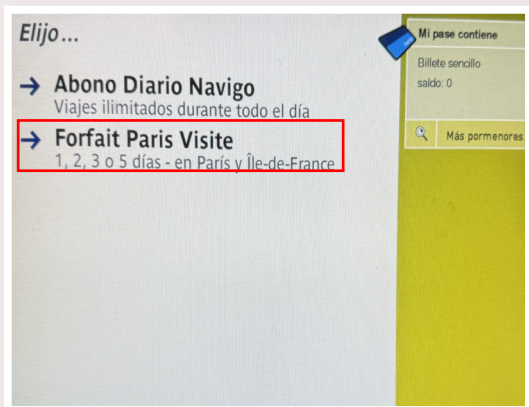 Elijo...
Mi pase contiene
Billete sencillo
saldo: 0
Más pormenores
Abono Diario Navigo
Viajes ilimitados durante todo el día
Forfait Paris Visite
1, 2, 3 o 5 días - en París y Île-de-France